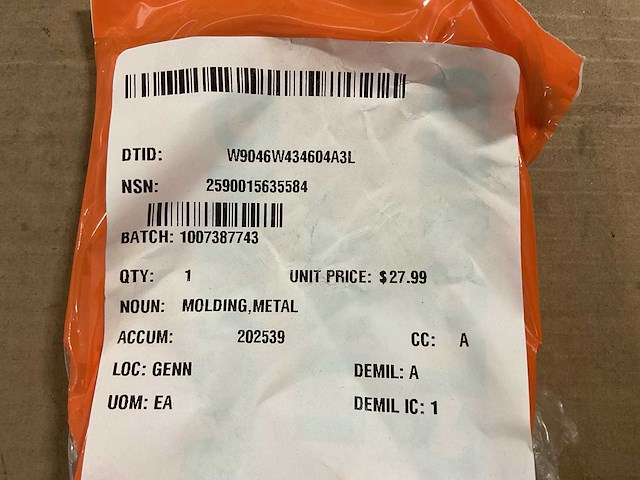 DTID: W9046W434604A3L
NSN: 2590015635584
BATCH: 1007387743
QTY: 1 UNIT PRICE: $27.99
NOUN: MOLDING,METAL
ACCUM: 202539 CC: A
LOC: GENN DEMIL: A
UOM: EA DEMIL IC: 1